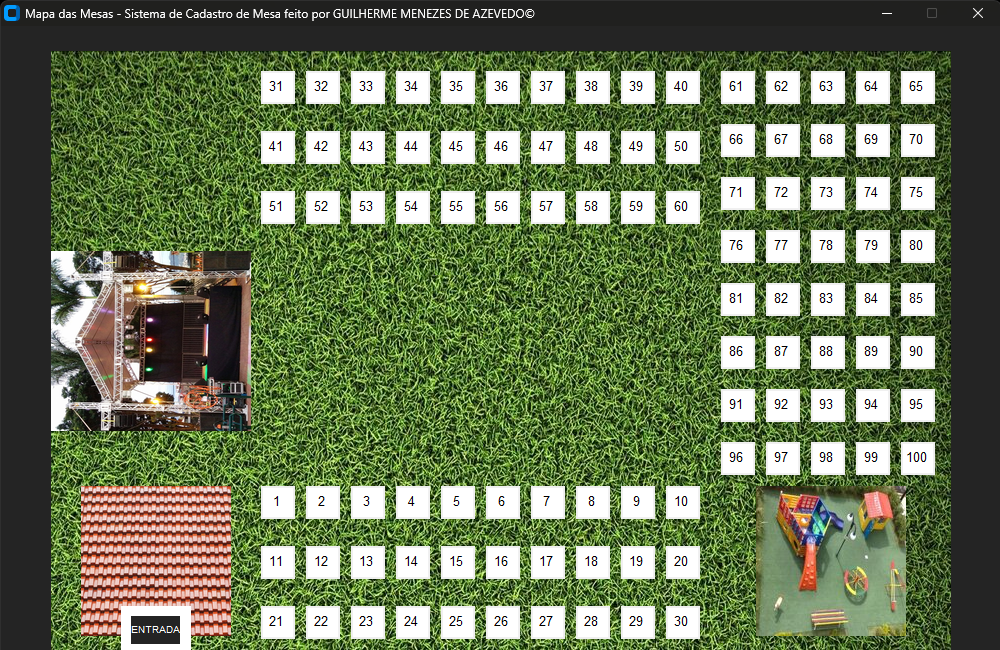 Mapa das Mesas - Sistema de Cadastro de Mesa feito por GUILHERME MENEZES DE AZEVEDO©
31 32 33 34 35 36 37 38 39 40 61 62 63 64 65
41 42 43 44 45 46 47 48 49 50 66 67 68 69 70
51 52 53 54 55 56 57 58 59 60 71 72 73 74 75
76 77 78 79 80
81 82 83 84 85
86 87 88 89 90
91 92 93 94 95
96 97 98 99 100
1 2 3 4 5 6 7 8 9 10
11 12 13 14 15 16 17 18 19 20
21 22 23 24 25 26 27 28 29 30
ENTRADA